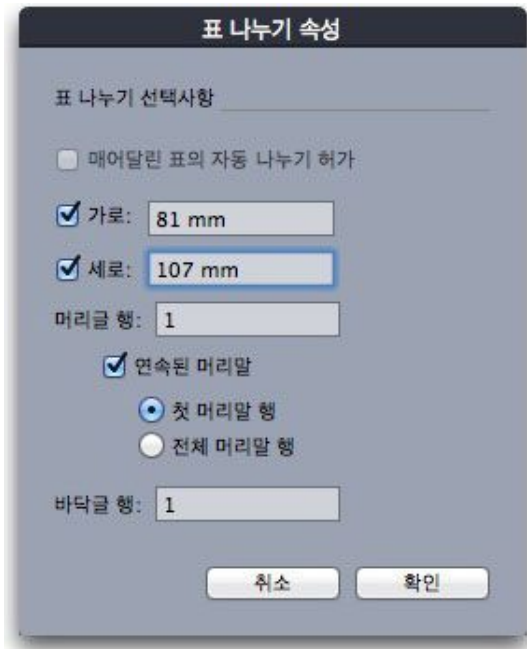 표 나누기 속성
표 나누기 선택사항
매어달린 표의 자동 나누기 허가
가로: 81 mm
세로: 107 mm
머리글 행: 1
연속된 머리말
첫 머리말 행
전체 머리말 행
바닥글 행: 1
취소 확인